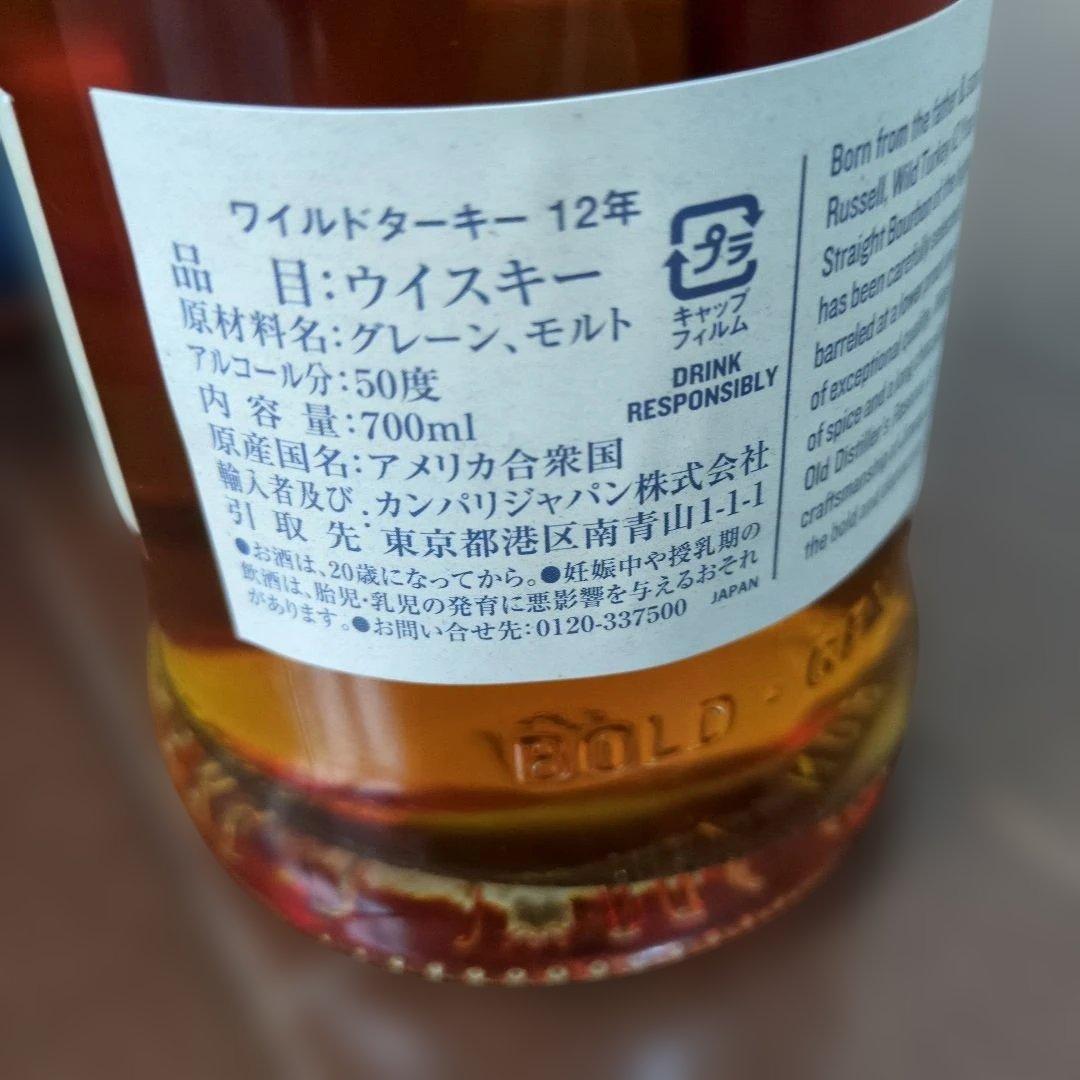 ワイルドターキー 12年
品 目：ウイスキー
原材料名：グレーン、モルト
アルコール分：50度
内 容 量：700ml
原産国名：アメリカ合衆国
輸入者及び
引 取 先：
カンパリジャパン株式会社
東京都港区南青山1-1-1
●お酒は、20歳になってから。●妊娠中や授乳期の
飲酒は、胎児・乳児の発育に悪影響を与えるおそれ
があります。●お問い合せ先：0120-337500
JAPAN
プラ
キャップ
フィルム
DRINK
RESPONSIBLY
Born from the father &
Russell, Wild Turkey 12
Straight Bourbon
has been carefully
barreled at a lower
of exceptional
of spice and a
Old Distiller's
craftsmanship
the bold
BOLD